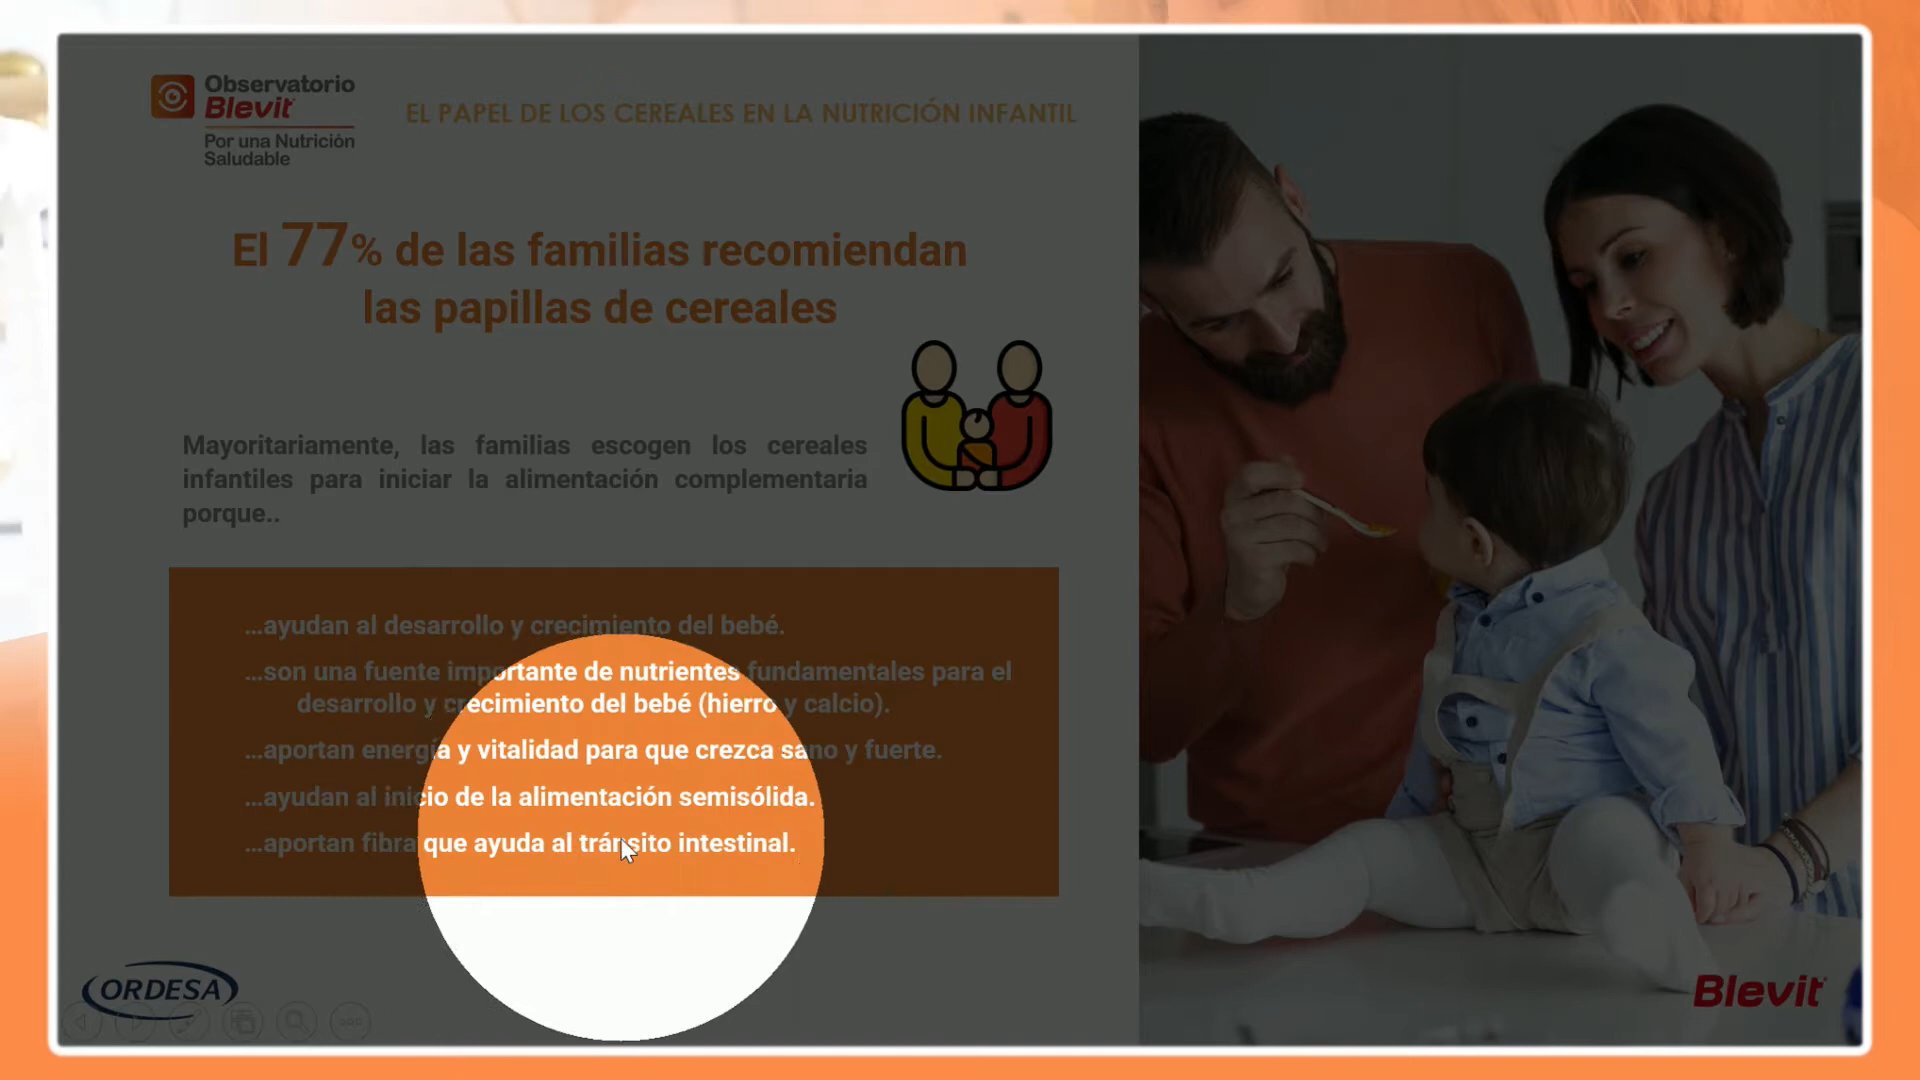 Observatorio
Blevit
Por una Nutrición
Saludable
EL PAPEL DE LOS CEREALES EN LA NUTRICIÓN INFANTIL
El 77% de las familias recomiendan
las papillas de cereales
Mayoritariamente, las familias escogen los cereales
infantiles para iniciar la alimentación complementaria
porque..
...ayudan al desarrollo y crecimiento del bebé.
...son una fuente importante de nutrientes fundamentales para el
desarrollo y crecimiento del bebé (hierro y calcio).
...aportan energía y vitalidad para que crezca sano y fuerte.
...ayudan al inicio de la alimentación semisólida.
...aportan fibra que ayuda al tránsito intestinal.
ORDESA
Blevit